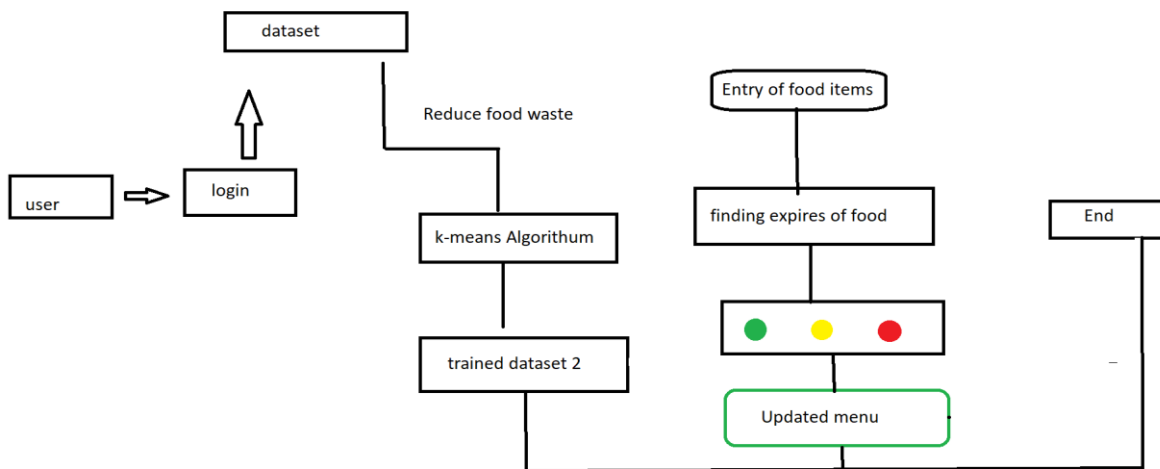 dataset
Reduce food waste
user
login
k-means Algorithum
trained dataset 2
Entry of food items
finding expires of food
Updated menu
End